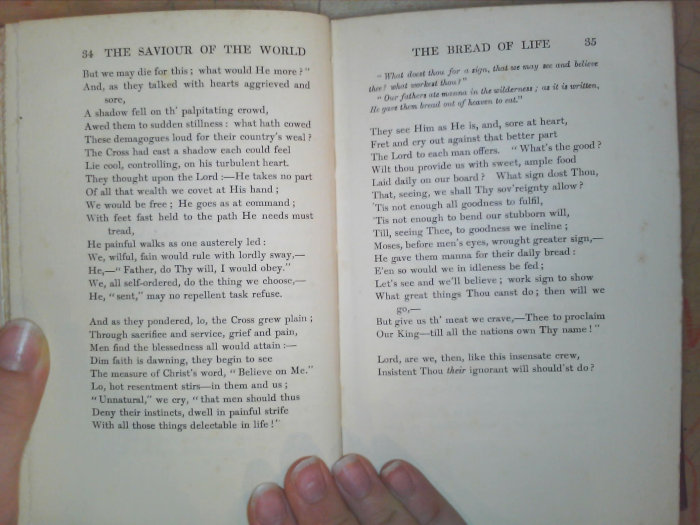 34 THE SAVIOUR OF THE WORLD
But we may die for this; what would He more?"
And, as they talked with hearts aggrieved and
sore,
A shadow fell on th' palpitating crowd,
Awed them to sudden stillness: what hath cowed
These demagogues loud for their country's weal?
The Cross had cast a shadow each could feel
Lie cool, controlling, on his turbulent heart.
They thought upon the Lord:—He takes no part
Of all that wealth we covet at His hand;
We would be free; He goes as at command;
With feet fast held to the path He needs must
tread,
He painful walks as one austerely led:
We, wilful, fain would rule with lordly sway,—
He,—"Father, do Thy will, I would obey."
We, all self-ordered, do the thing we choose,—
He, "sent," may no repellent task refuse.
And as they pondered, lo, the Cross grew plain;
Through sacrifice and service, grief and pain,
Men find the blessedness all would attain:—
Dim faith is dawning, they begin to see
The measure of Christ's word, "Believe on Me."
Lo, hot resentment stirs—in them and us;
"Unnatural," we cry, "that men should thus
Deny their instincts, dwell in painful strife
With all those things delectable in life!"
THE BREAD OF LIFE 35
"What doest thou for a sign, that we may see and believe
thee? what workest thou?"
"Our fathers ate manna in the wilderness; as it is written,
He gave them bread out of heaven to eat."
They see Him as He is, and, sore at heart,
Fret and cry out against that better part
The Lord to each man offers. "What's the good?
Wilt thou provide us with sweet, ample food
Laid daily on our board? What sign dost Thou,
That, seeing, we shall Thy sov'reignty allow?
'Tis not enough all goodness to fulfil,
'Tis not enough to bend our stubborn will,
Till, seeing Thee, to goodness we incline;
Moses, before men's eyes, wrought greater sign,—
He gave them manna for their daily bread:
E'en so would we in idleness be fed;
Let's see and we'll believe; work sign to show
What great things Thou canst do; then will we
go,—
But give us th' meat we crave,—Thee to proclaim
Our King—till all the nations own Thy name!"
Lord, are we, then, like this insensate crew,
Insistent Thou their ignorant will should'st do?